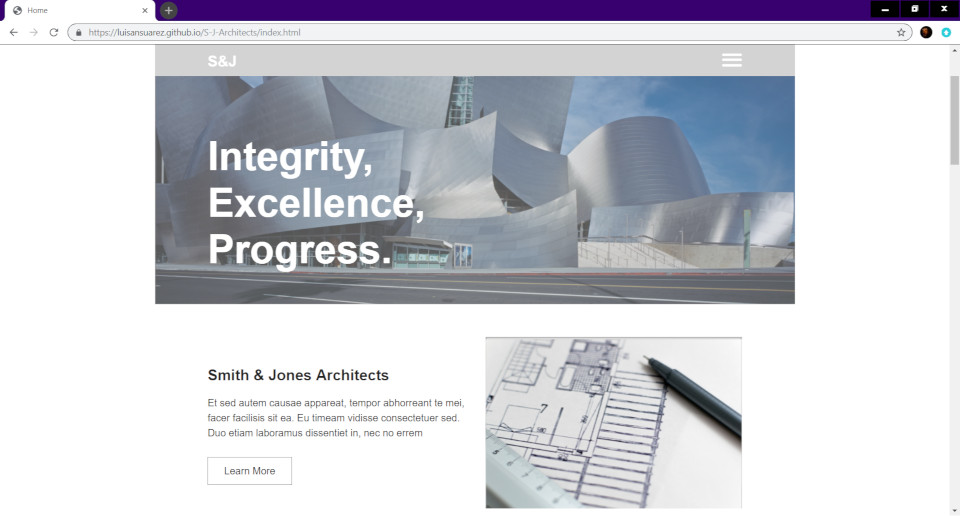 Home
https://luisansuarez.github.io/S-J-Architects/index.html
S&J
Integrity,
Excellence,
Progress.
Smith & Jones Architects
Et sed autem causae appareat, tempor abhorreant te mei,
facer facilisis sit ea. Eu timeam vidisse consectetuer sed.
Duo etiam laboramus dissentiet in, nec no errem
Learn More
7